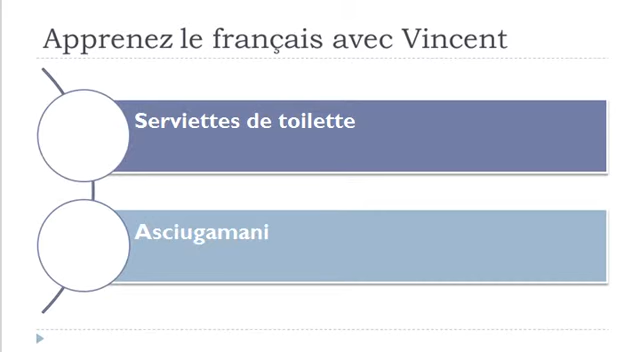 Apprenez le français avec Vincent
Serviettes de toilette
Asciugamani